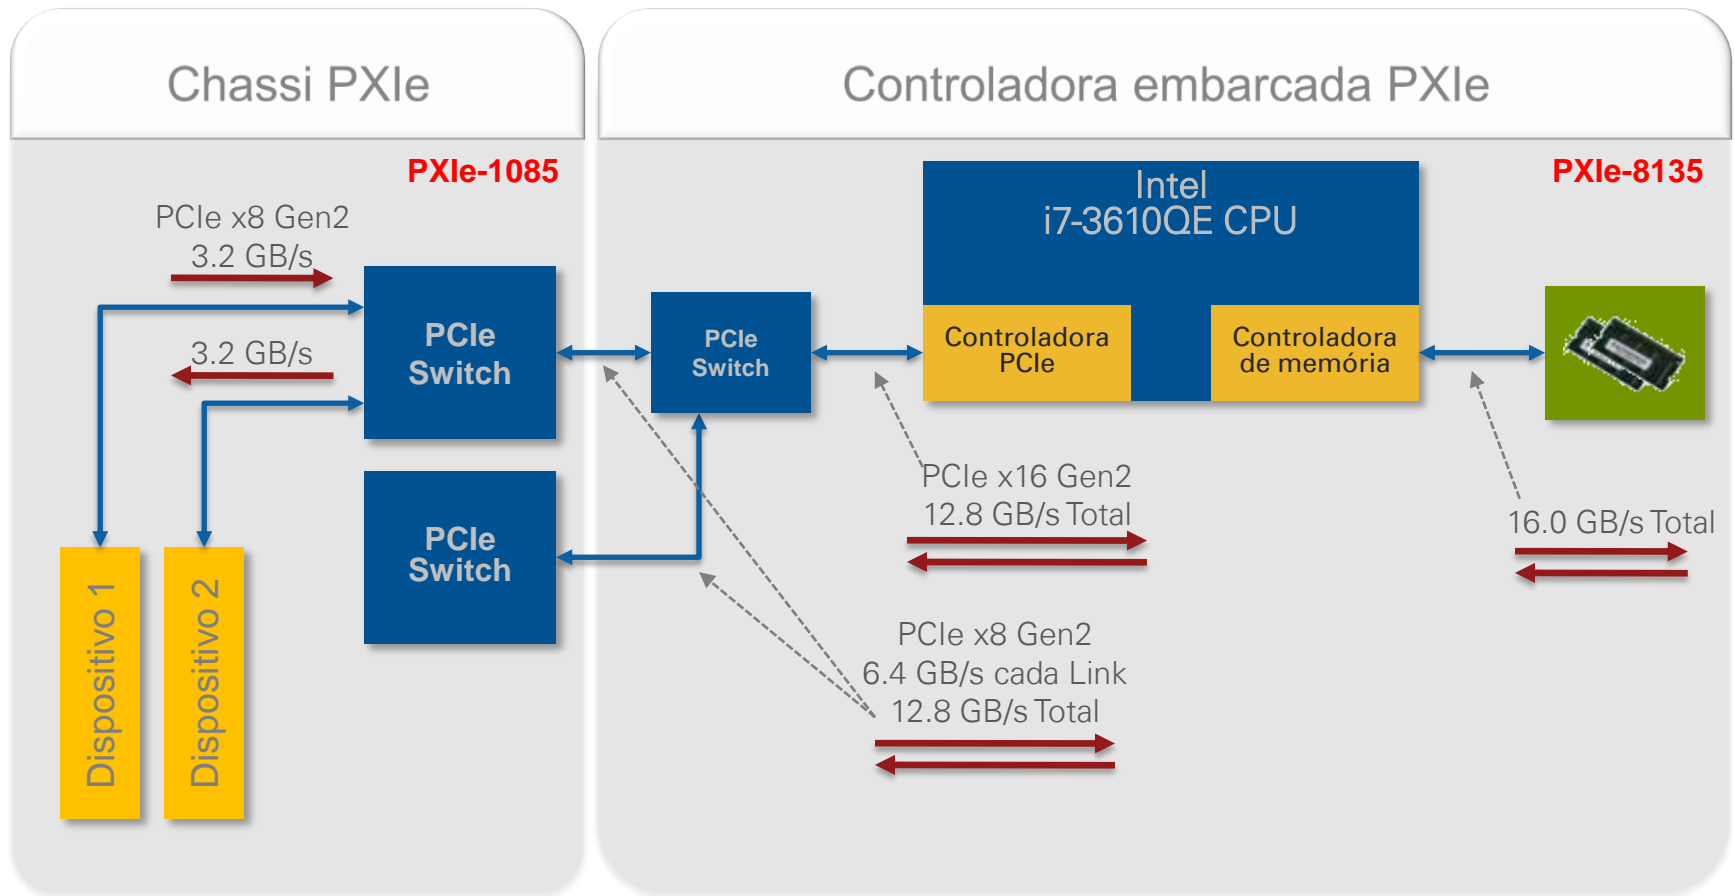 Chassi PXIe
Controladora embarcada PXIe
PXIe-1085
PCIe x8 Gen2
3.2 GB/s
3.2 GB/s
PCIe
Switch
PCIe
Switch
Dispositivo 1
Dispositivo 2
PXIe-8135
Intel
i7-3610QE CPU
PCIe
Switch
Controladora
PCIe
Controladora
de memória
PCIe x16 Gen2
12.8 GB/s Total
16.0 GB/s Total
PCIe x8 Gen2
6.4 GB/s cada Link
12.8 GB/s Total